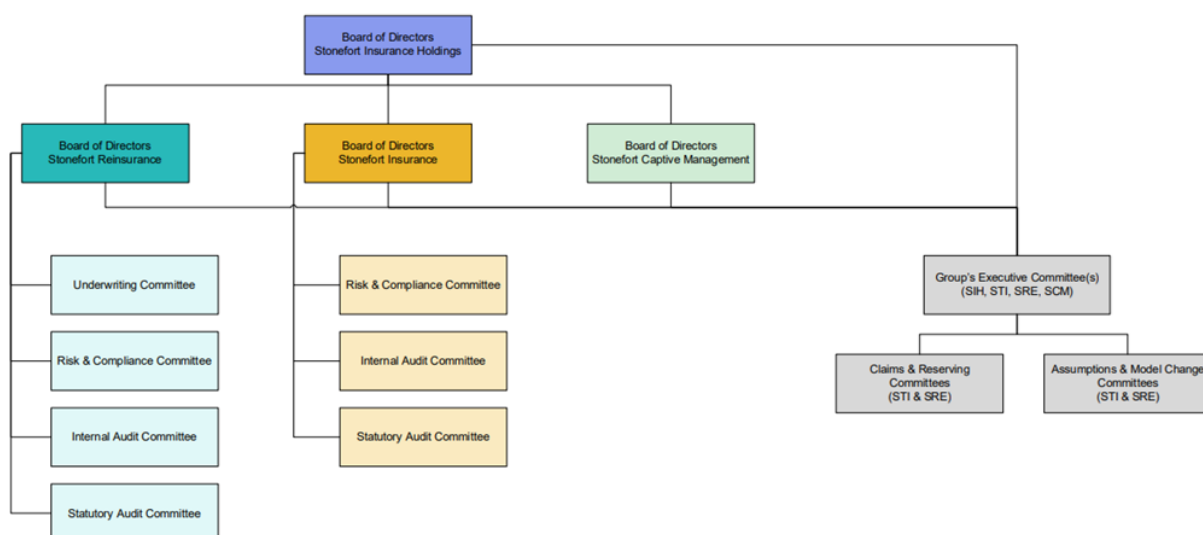 Board of Directors
Stonefort Insurance Holdings
Board of Directors
Stonefort Reinsurance
Board of Directors
Stonefort Insurance
Board of Directors
Stonefort Captive Management
Underwriting Committee
Risk & Compliance Committee
Internal Audit Committee
Statutory Audit Committee
Risk & Compliance Committee
Internal Audit Committee
Statutory Audit Committee
Group's Executive Committee(s)
(SIH, STI, SRE, SCM)
Claims & Reserving
Committees
(STI & SRE)
Assumptions & Model Change
Committees
(STI & SRE)